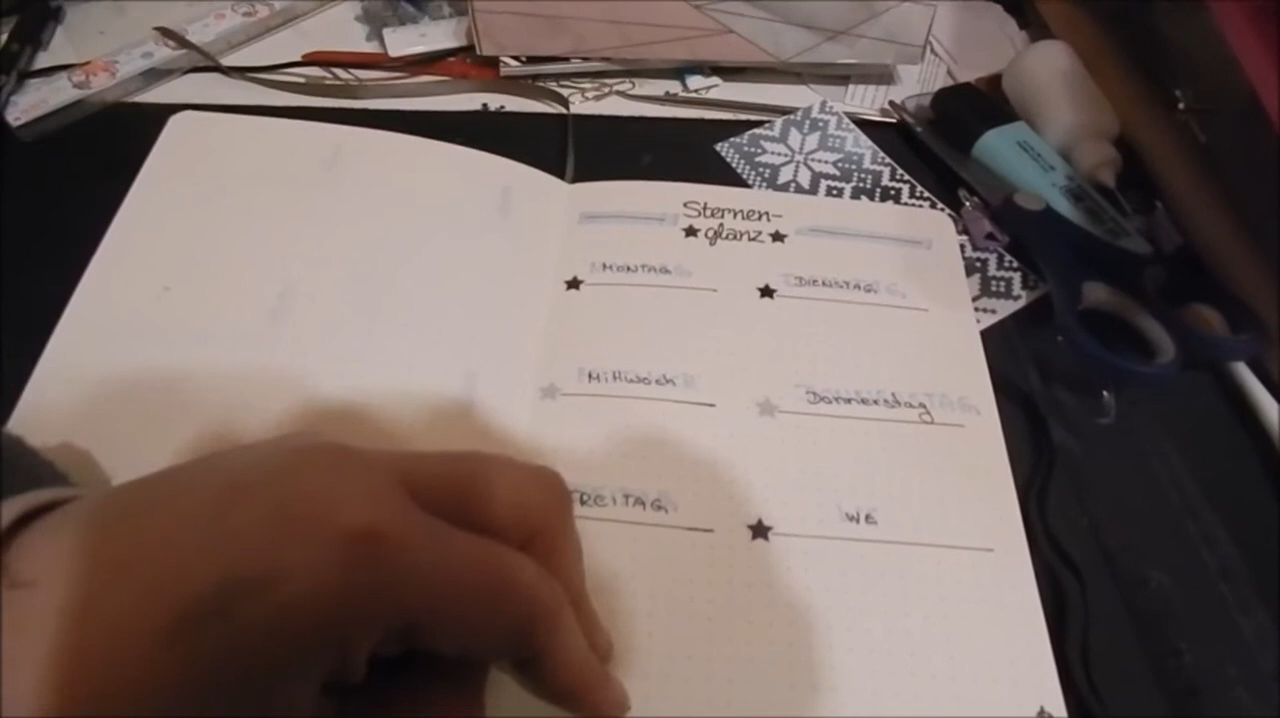 Sternen-
glanz
MONTAG
DIENSTAG
Mittwoch
Donnerstag
FREITAG
WE